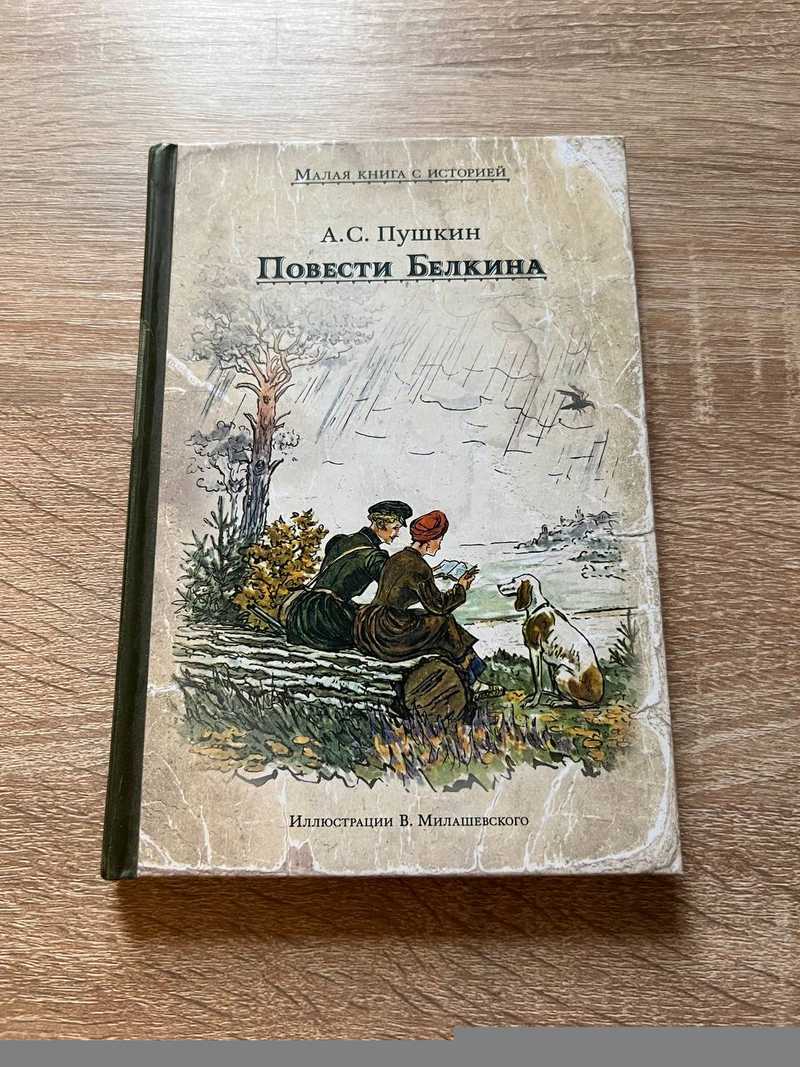 Малая книга с историей
А.С. Пушкин
Повести Белкина
Иллюстрации В. Милашевского